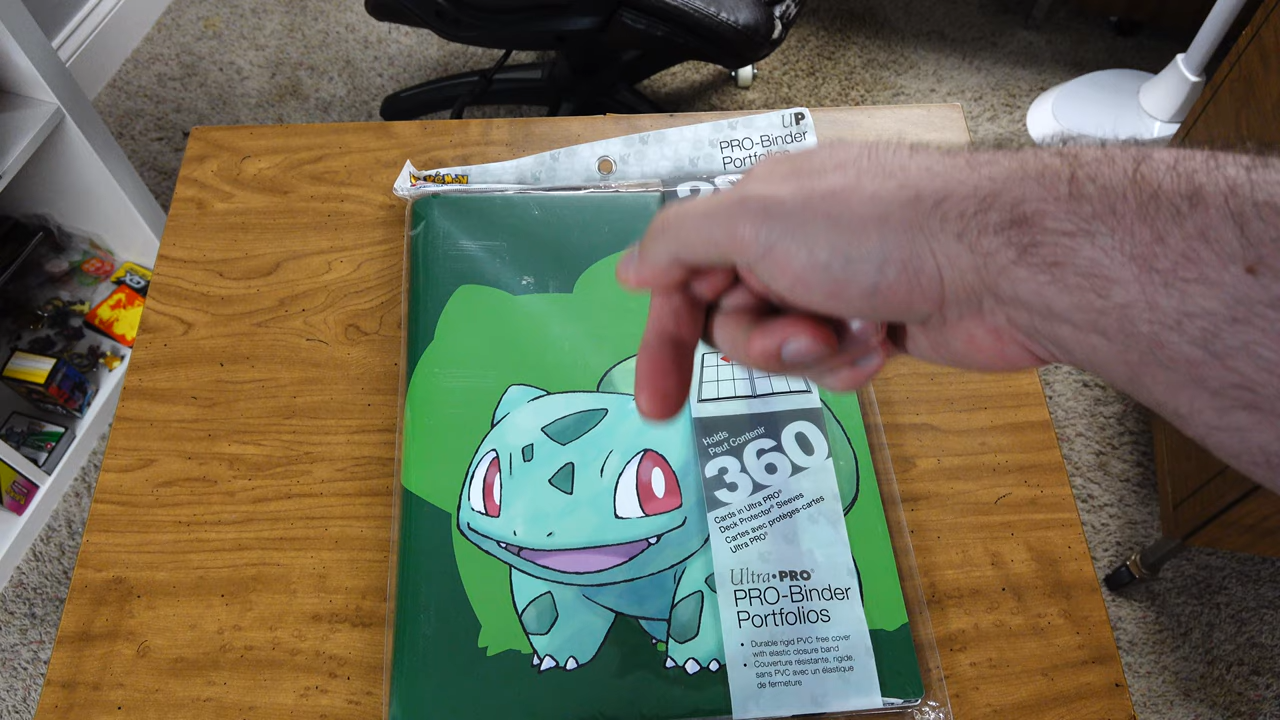 UP
PRO-Binder
Portfolios
POKéMON
Holds
Peut Contenir
360
Cards in Ultra PRO®
Deck Protector® Sleeves
Cartes avec protèges-cartes
Ultra PRO®
Ultra•PRO®
PRO-Binder
Portfolios
• Durable rigid PVC free cover
with elastic closure band
• Couverture résistante, rigide,
sans PVC avec un élastique
de fermeture